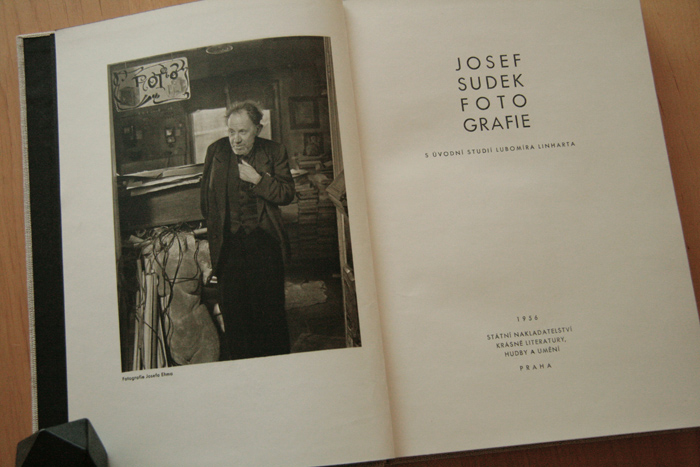 Foto
Fotografie Josefa Ehma
JOSEF
SUDEK
FOTO
GRAFIE
S ÚVODNÍ STUDIÍ LUBOMÍRA LINHARTA
1956
STÁTNÍ NAKLADATELSTVÍ
KRÁSNÉ LITERATURY,
HUDBY A UMĚNÍ
PRAHA